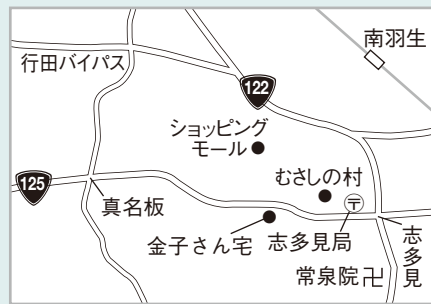 南羽生
行田バイパス
122
ショッピング
モール
むさしの村
125
真名板
〒
金子さん宅
志多見局
志多見
常泉院
卍